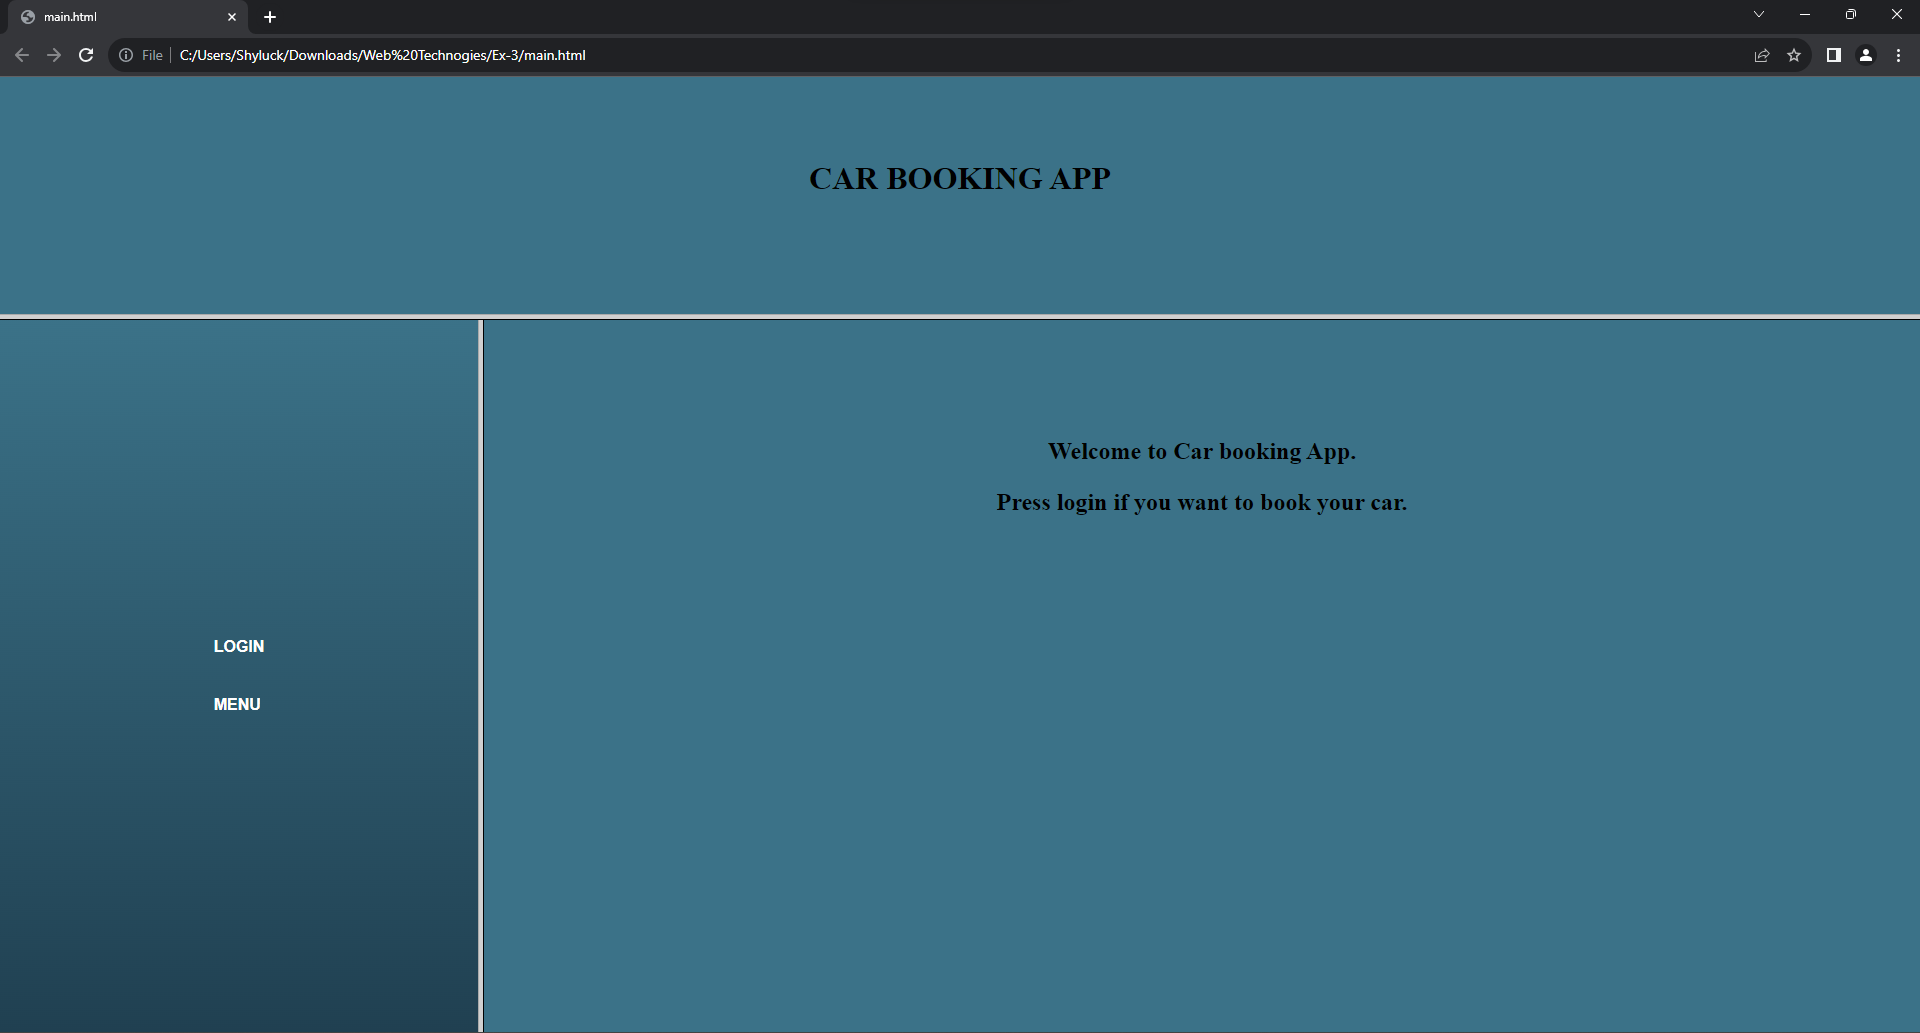 main.html
File
C:/Users/Shyluck/Downloads/Web%20Technogies/Ex-3/main.html
CAR BOOKING APP
LOGIN
MENU
Welcome to Car booking App.
Press login if you want to book your car.